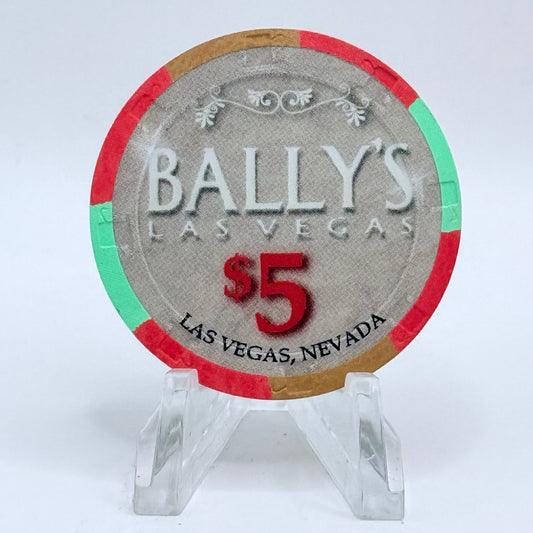 BALLY'S
LAS VEGAS
$5
LAS VEGAS, NEVADA